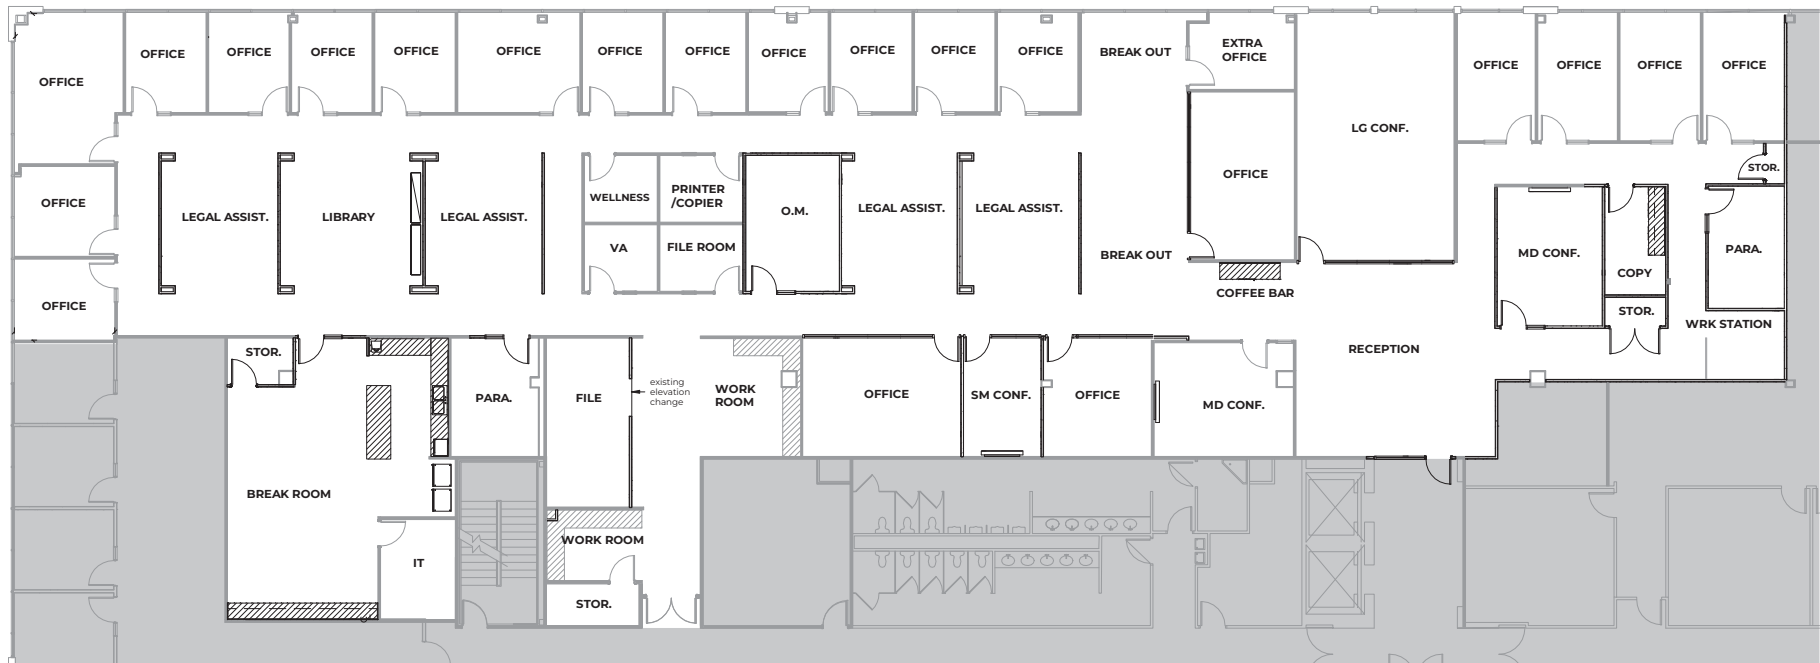 OFFICE
OFFICE
OFFICE
OFFICE
OFFICE
OFFICE
OFFICE
OFFICE
OFFICE
OFFICE
OFFICE
OFFICE
BREAK OUT
EXTRA
OFFICE
LG CONF.
OFFICE
OFFICE
OFFICE
OFFICE
STOR.
OFFICE
LEGAL ASSIST.
LIBRARY
LEGAL ASSIST.
WELLNESS
PRINTER
/COPIER
VA
FILE ROOM
O.M.
LEGAL ASSIST.
LEGAL ASSIST.
OFFICE
BREAK OUT
COFFEE BAR
MD CONF.
COPY
PARA.
STOR.
WRK STATION
OFFICE
STOR.
PARA.
FILE
existing
elevation
change
WORK
ROOM
OFFICE
SM CONF.
OFFICE
MD CONF.
RECEPTION
BREAK ROOM
IT
WORK ROOM
STOR.